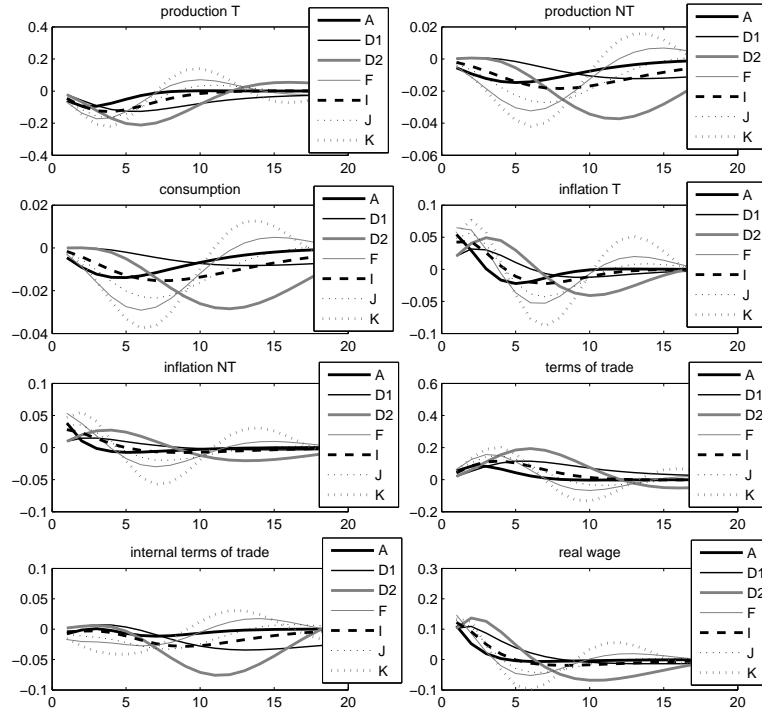 production T
0.4
0.2
0
−0.2
−0.4
0 5 10 15 20
A
D1
D2
F
I
J
K
production NT
0.02
0
−0.02
−0.04
−0.06
0 5 10 15 20
A
D1
D2
F
I
J
K
consumption
0.02
0
−0.02
−0.04
0 5 10 15 20
A
D1
D2
F
I
J
K
inflation T
0.1
0.05
0
−0.05
−0.1
0 5 10 15 20
A
D1
D2
F
I
J
K
inflation NT
0.1
0.05
0
−0.05
−0.1
0 5 10 15 20
A
D1
D2
F
I
J
K
terms of trade
0.6
0.4
0.2
0
−0.2
0 5 10 15 20
A
D1
D2
F
I
J
K
internal terms of trade
0.1
0.05
0
−0.05
−0.1
0 5 10 15 20
A
D1
D2
F
I
J
K
real wage
0.3
0.2
0.1
0
−0.1
0 5 10 15 20
A
D1
D2
F
I
J
K